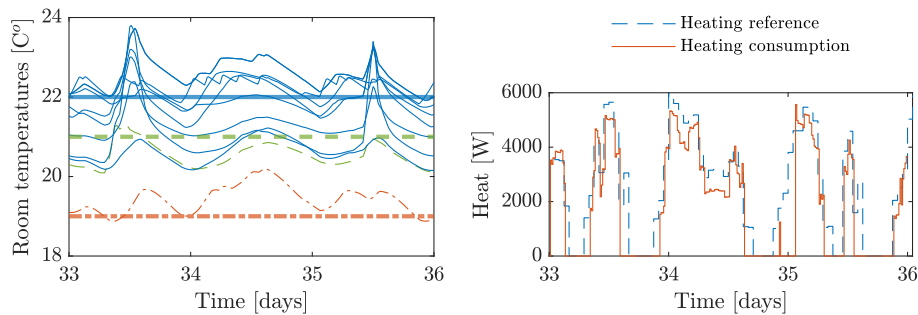 Room temperatures [C°]
24
22
20
18
33
34
35
36
Time [days]
Heating reference
Heating consumption
Heat [W]
6000
4000
2000
0
33
34
35
36
Time [days]